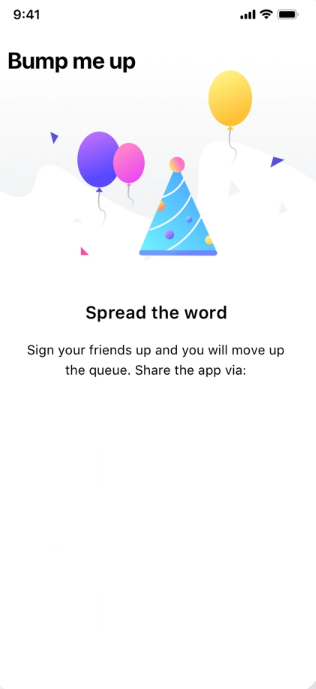 9:41
Bump me up
Spread the word
Sign your friends up and you will move up
the queue. Share the app via: